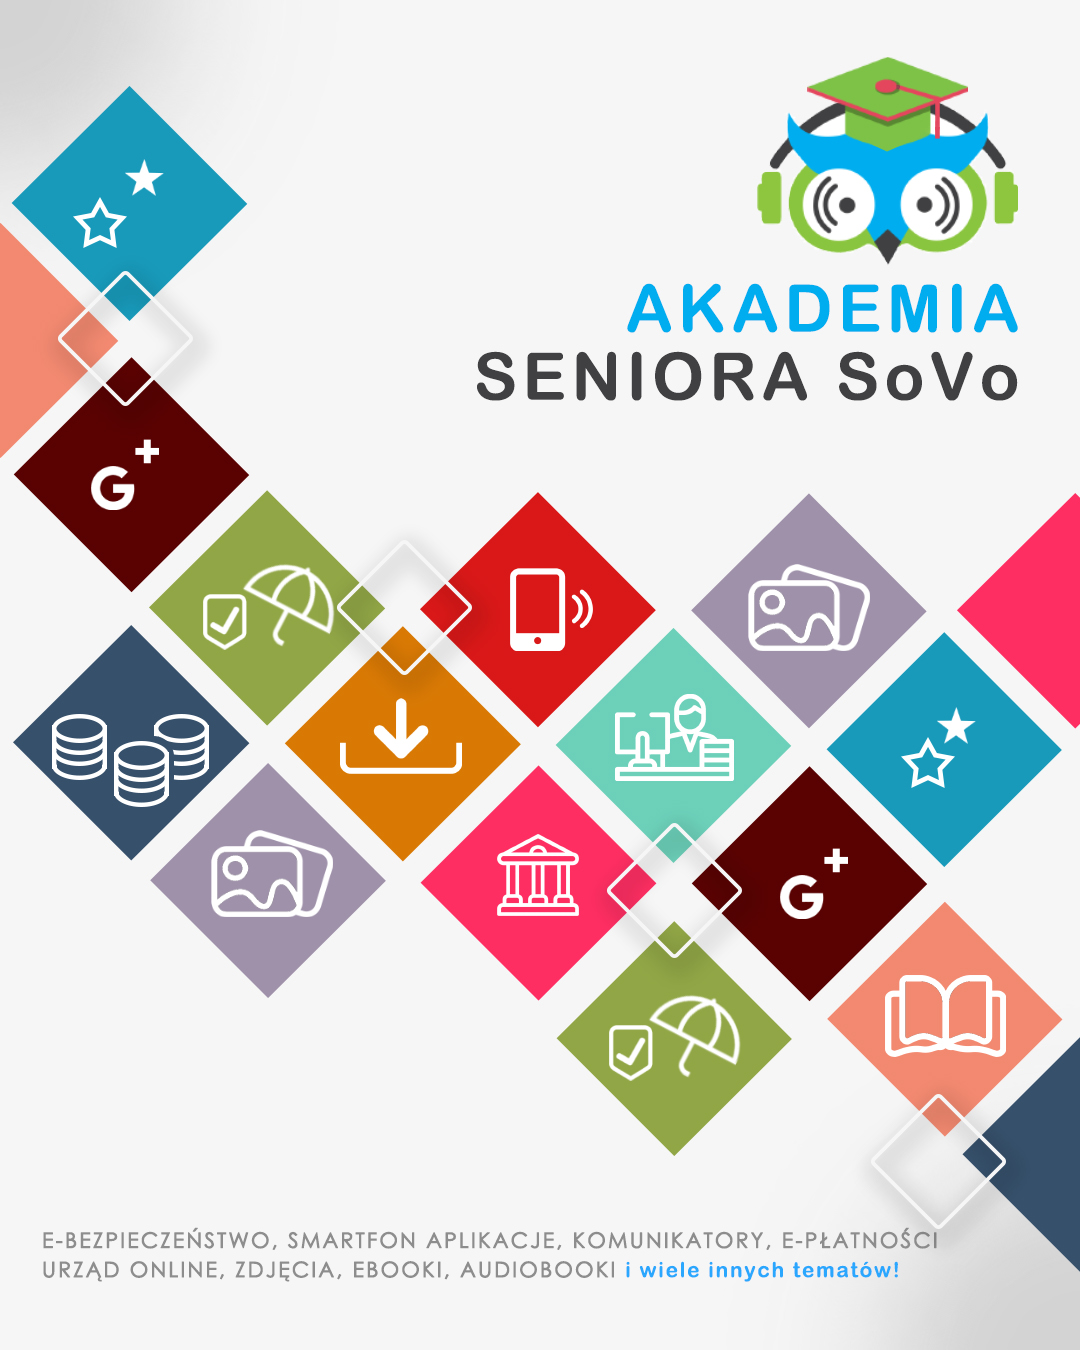 AKADEMIA
SENIORA SoVo
G+
G+
E-BEZPIECZEŃSTWO, SMARTFON APLIKACJE, KOMUNIKATORY, E-PŁATNOŚCI
URZĄD ONLINE, ZDJĘCIA, EBOOKI, AUDIOBOOKI i wiele innych tematów!